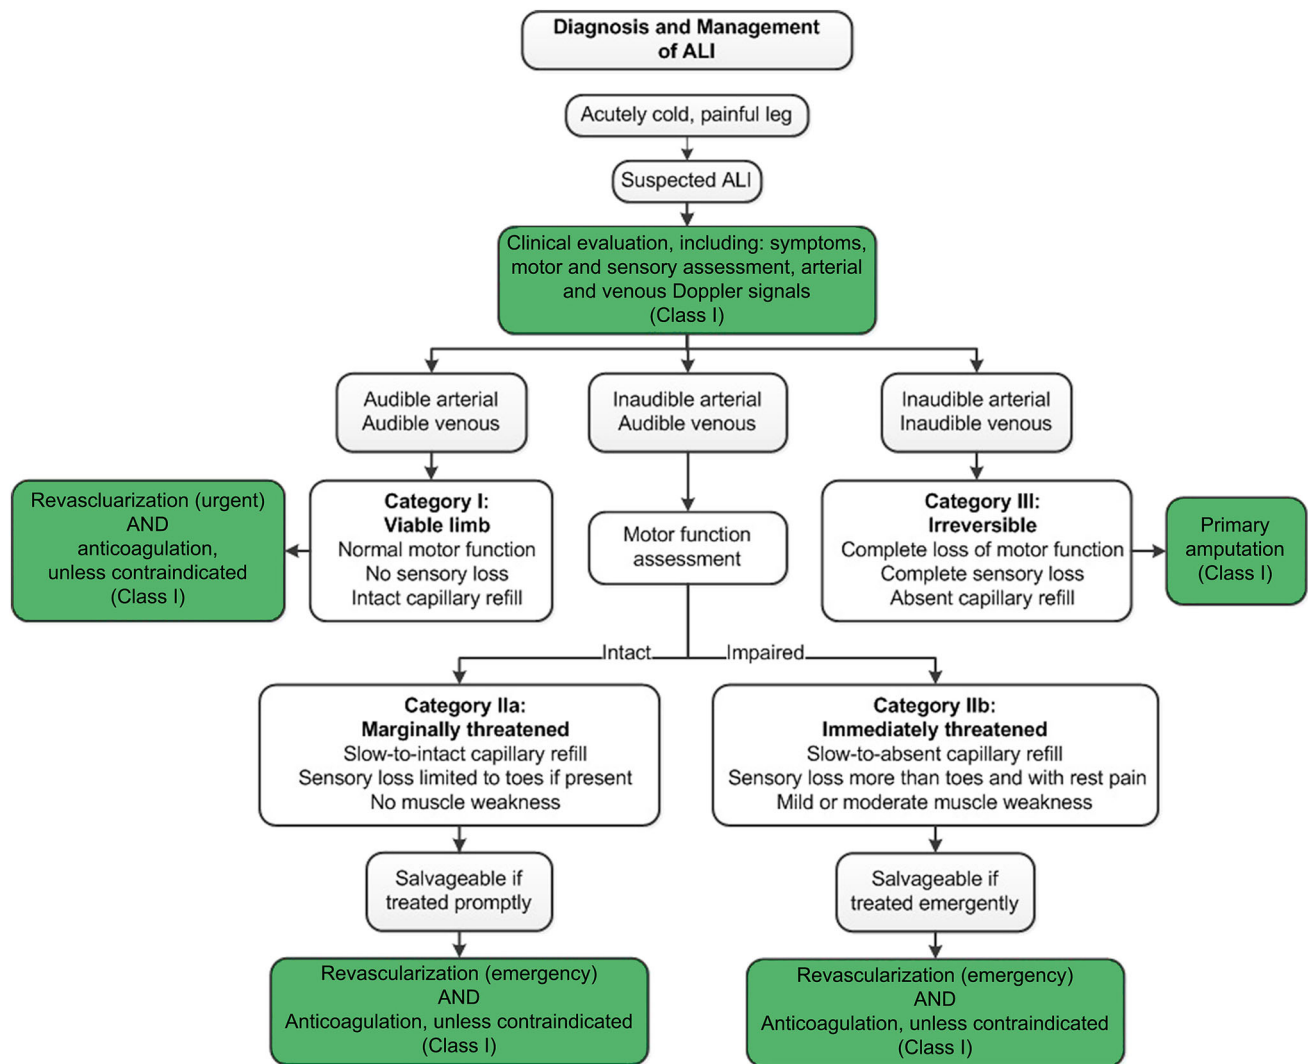 Diagnosis and Management
of ALI
Acutely cold, painful leg
Suspected ALI
Clinical evaluation, including: symptoms,
motor and sensory assessment, arterial
and venous Doppler signals
(Class I)
Audible arterial
Audible venous
Inaudible arterial
Audible venous
Inaudible arterial
Inaudible venous
Revascluarization (urgent)
AND
anticoagulation,
unless contraindicated
(Class I)
Category I:
Viable limb
Normal motor function
No sensory loss
Intact capillary refill
Motor function
assessment
Category III:
Irreversible
Complete loss of motor function
Complete sensory loss
Absent capillary refill
Primary
amputation
(Class I)
Intact
Impaired
Category IIa:
Marginally threatened
Slow-to-intact capillary refill
Sensory loss limited to toes if present
No muscle weakness
Category IIb:
Immediately threatened
Slow-to-absent capillary refill
Sensory loss more than toes and with rest pain
Mild or moderate muscle weakness
Salvageable if
treated promptly
Salvageable if
treated emergently
Revascularization (emergency)
AND
Anticoagulation, unless contraindicated
(Class I)
Revascularization (emergency)
AND
Anticoagulation, unless contraindicated
(Class I)